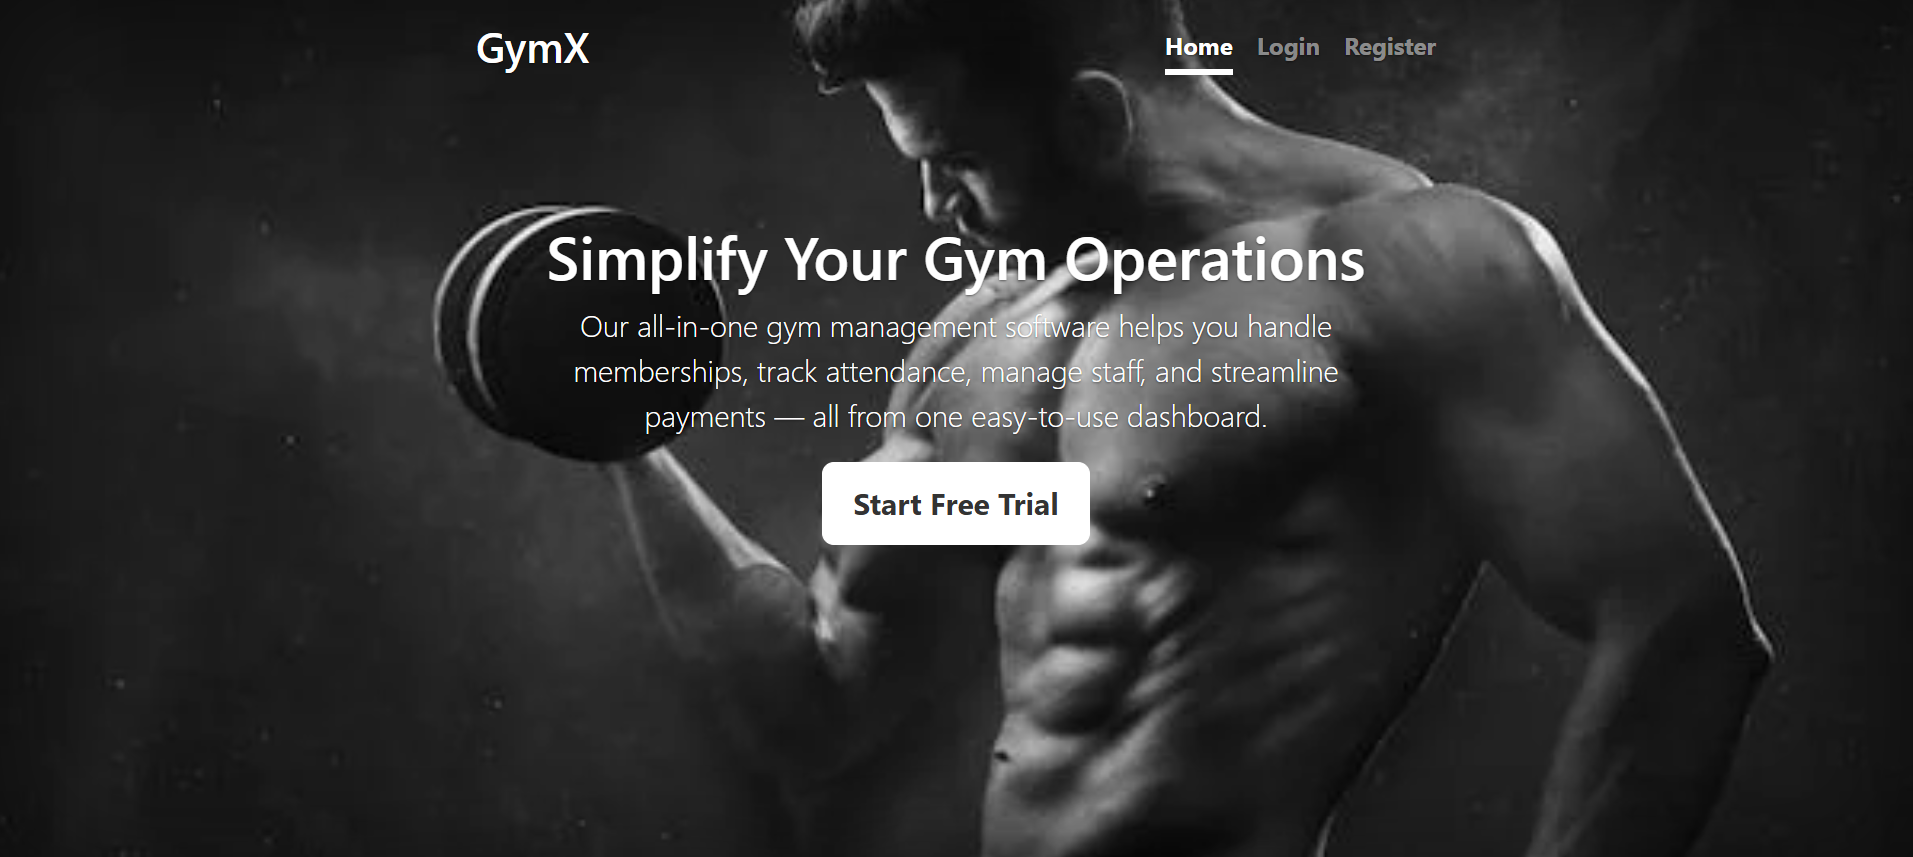 GymX
Home Login Register
Simplify Your Gym Operations
Our all-in-one gym management software helps you handle
memberships, track attendance, manage staff, and streamline
payments — all from one easy-to-use dashboard.
Start Free Trial